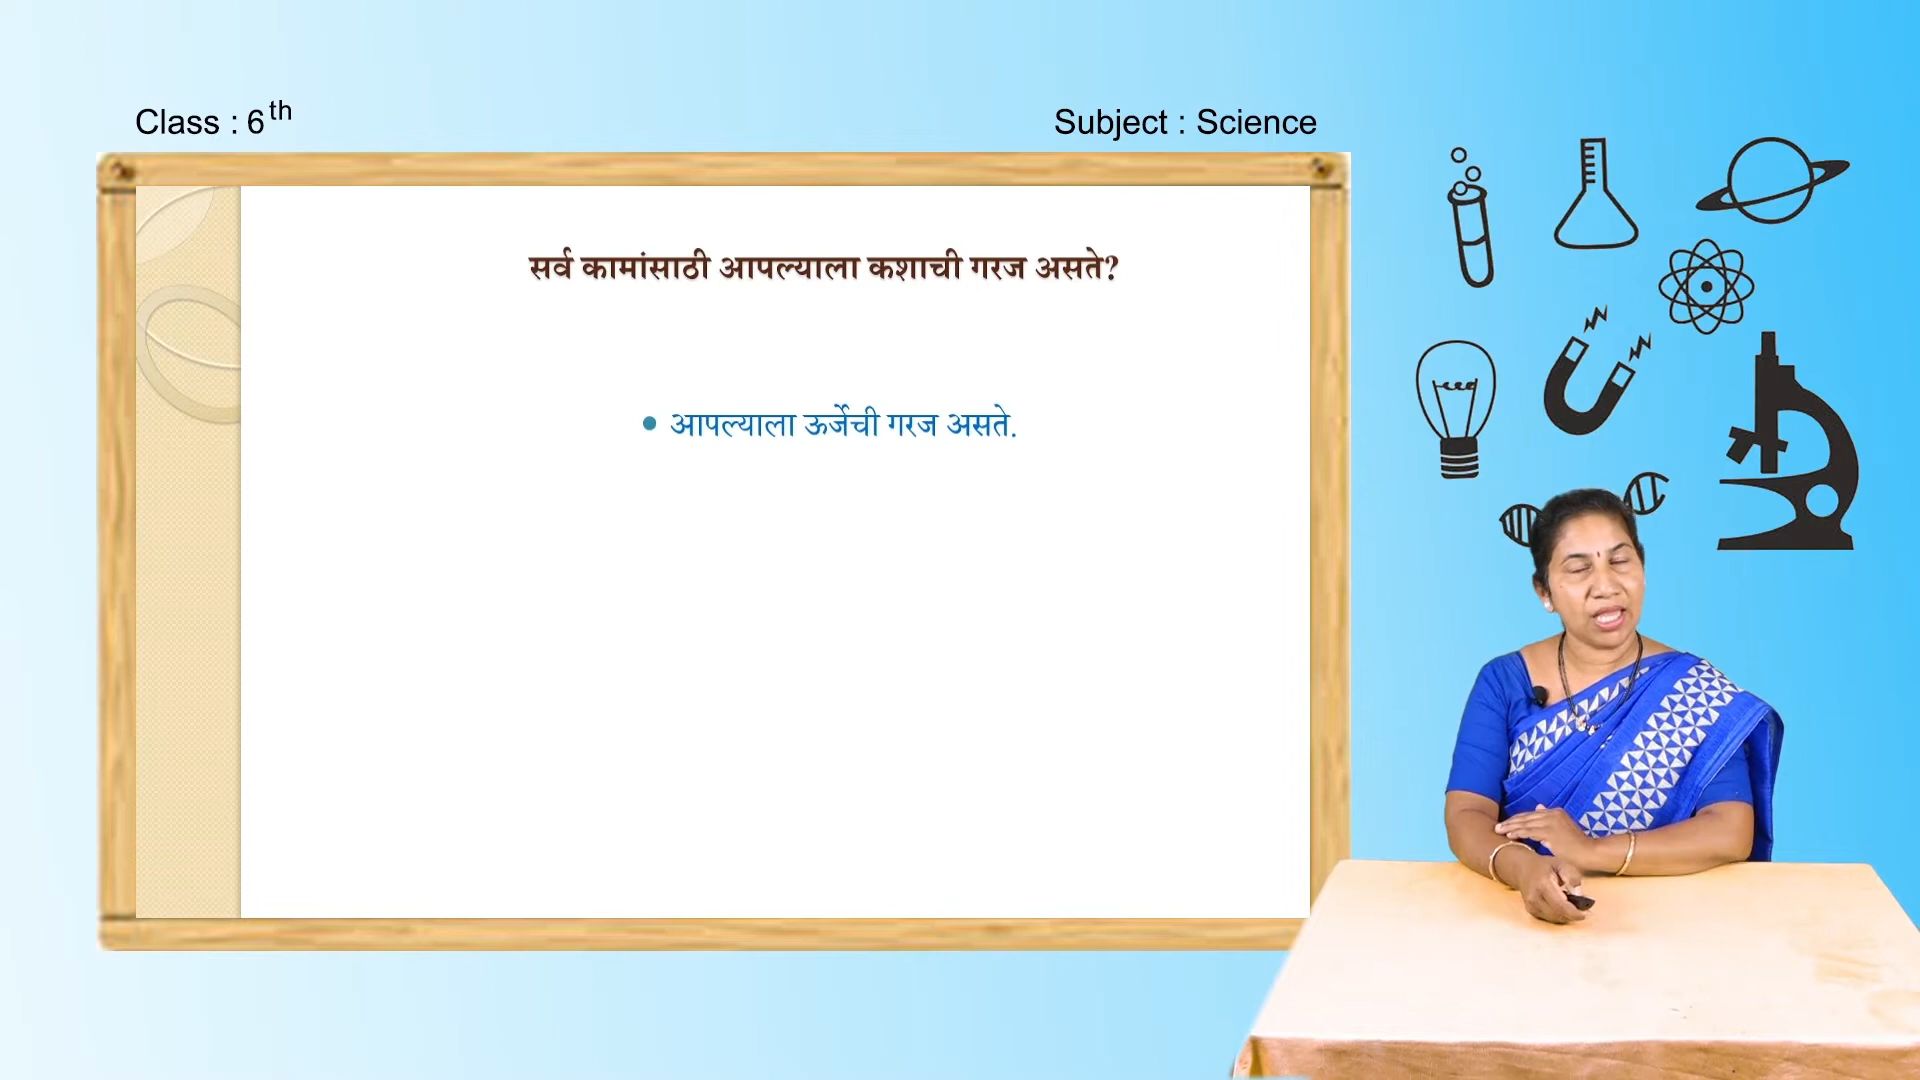 Class : 6th
Subject : Science
सर्व कामांसाठी आपल्याला कशाची गरज असते?
• आपल्याला ऊर्जेची गरज असते.